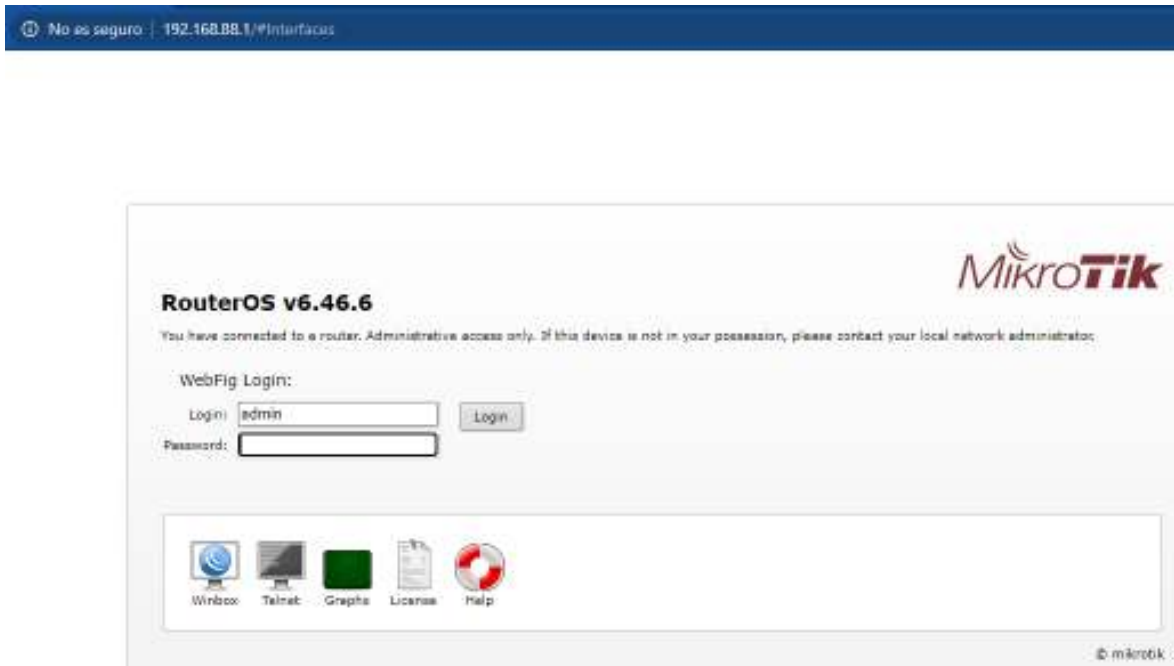 No es seguro | 192.168.88.1/#Interfaces
MikroTik
RouterOS v6.46.6
You have connected to a router. Administrative access only. If this device is not in your possession, please contact your local network administrator.
WebFig Login:
Login: admin
Login
Password:
Winbox Telnet Graphs License Help
© mikrotik